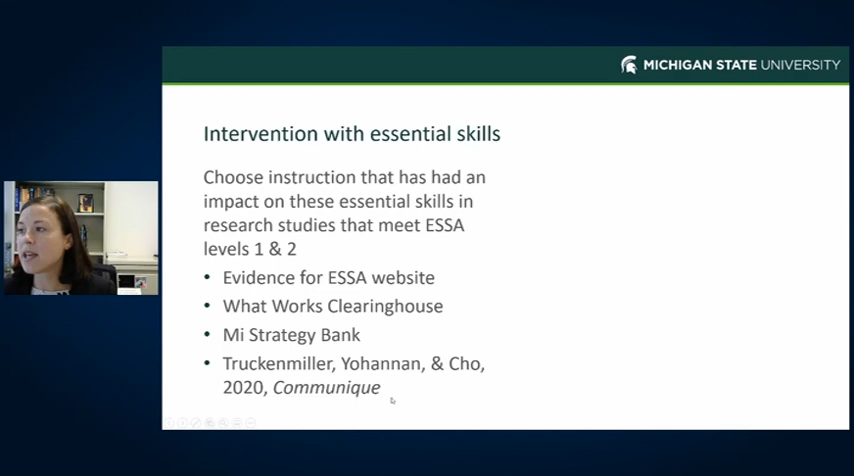 MICHIGAN STATE UNIVERSITY
Intervention with essential skills
Choose instruction that has had an
impact on these essential skills in
research studies that meet ESSA
levels 1 & 2
• Evidence for ESSA website
• What Works Clearinghouse
• Mi Strategy Bank
• Truckenmiller, Yohannan, & Cho,
2020, Communique